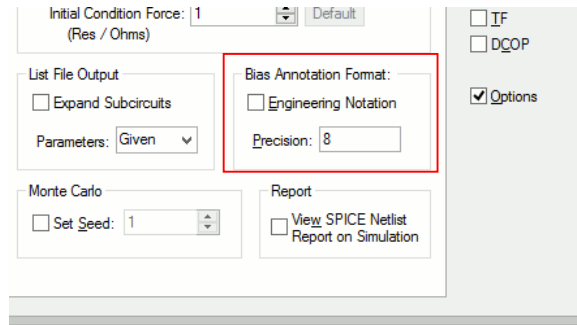 Initial Condition Force: 1 Default
(Res / Ohms)
TF
DCOP
List File Output
Expand Subcircuits
Parameters: Given
Bias Annotation Format:
Engineering Notation
Precision: 8
Options
Monte Carlo
Set Seed: 1
Report
View SPICE Netlist
Report on Simulation